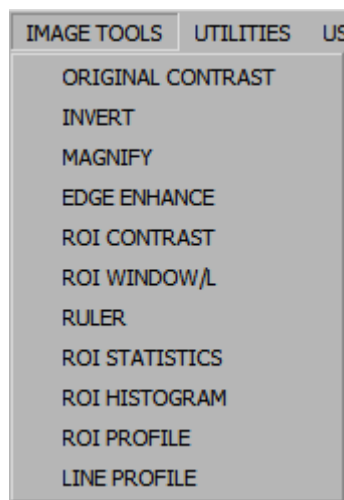 IMAGE TOOLS UTILITIES US
ORIGINAL CONTRAST
INVERT
MAGNIFY
EDGE ENHANCE
ROI CONTRAST
ROI WINDOW/L
RULER
ROI STATISTICS
ROI HISTOGRAM
ROI PROFILE
LINE PROFILE